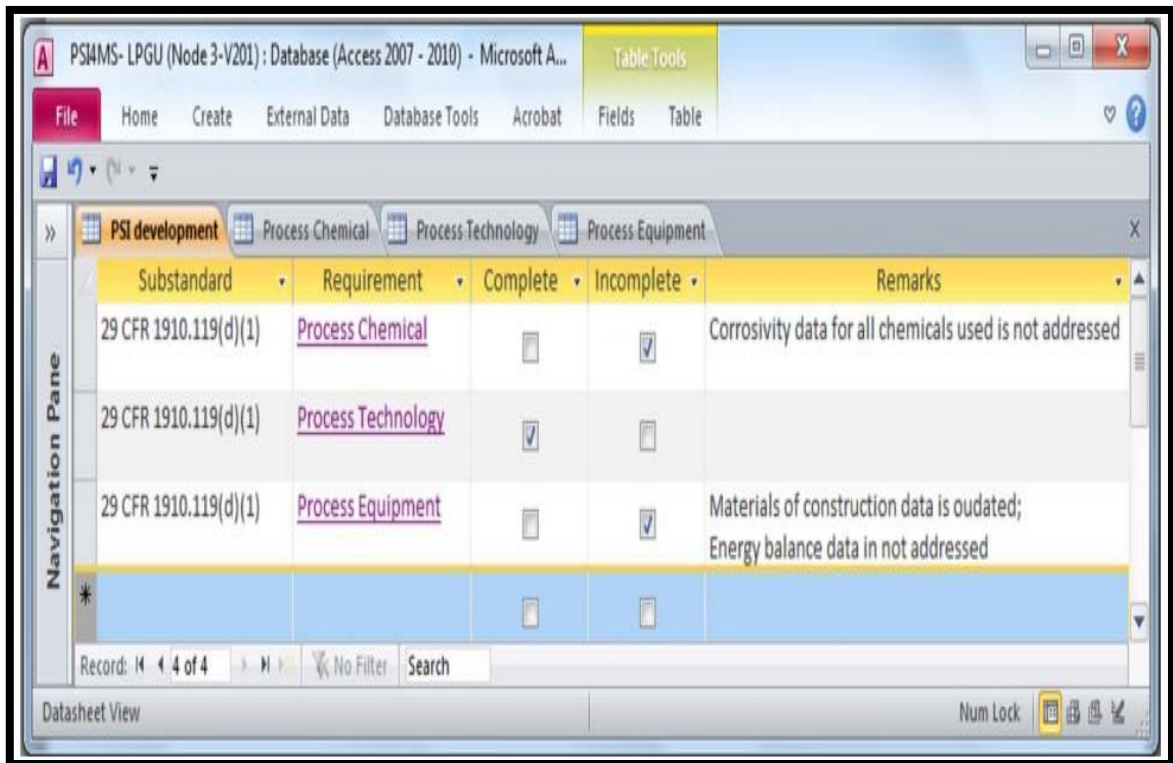 PSI4MS- LPGU (Node 3-V201) : Database (Access 2007 - 2010) - Microsoft A...
Table Tools
File Home Create External Data Database Tools Acrobat Fields Table
PSI development Process Chemical Process Technology Process Equipment
Substandard Requirement Complete Incomplete Remarks
29 CFR 1910.119(d)(1) Process Chemical Corrosivity data for all chemicals used is not addressed
29 CFR 1910.119(d)(1) Process Technology
29 CFR 1910.119(d)(1) Process Equipment Materials of construction data is oudated;
Energy balance data in not addressed
Navigation Pane
Record: 4 of 4 No Filter Search
Datasheet View Num Lock